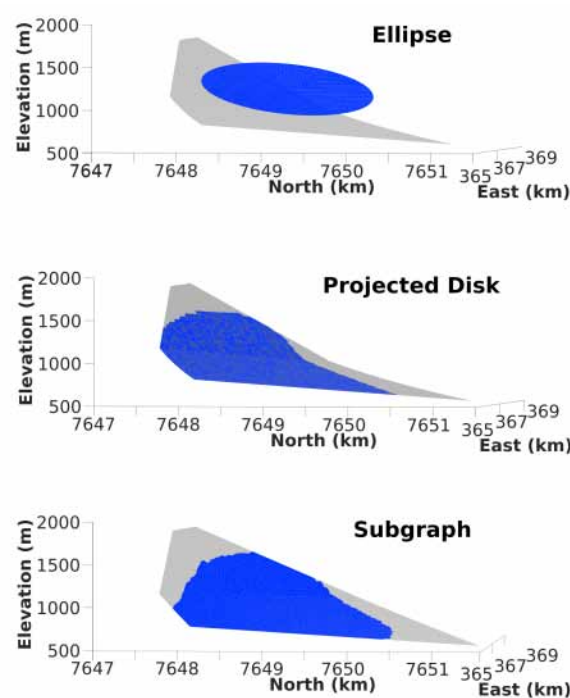 Ellipse
Elevation (m)
2000
1500
1000
500
7647 7648 7649 7650 7651 365 367 369
North (km)
East (km)
Projected Disk
Elevation (m)
2000
1500
1000
500
7647 7648 7649 7650 7651 365 367 369
North (km)
East (km)
Subgraph
Elevation (m)
2000
1500
1000
500
7647 7648 7649 7650 7651 365 367 369
North (km)
East (km)